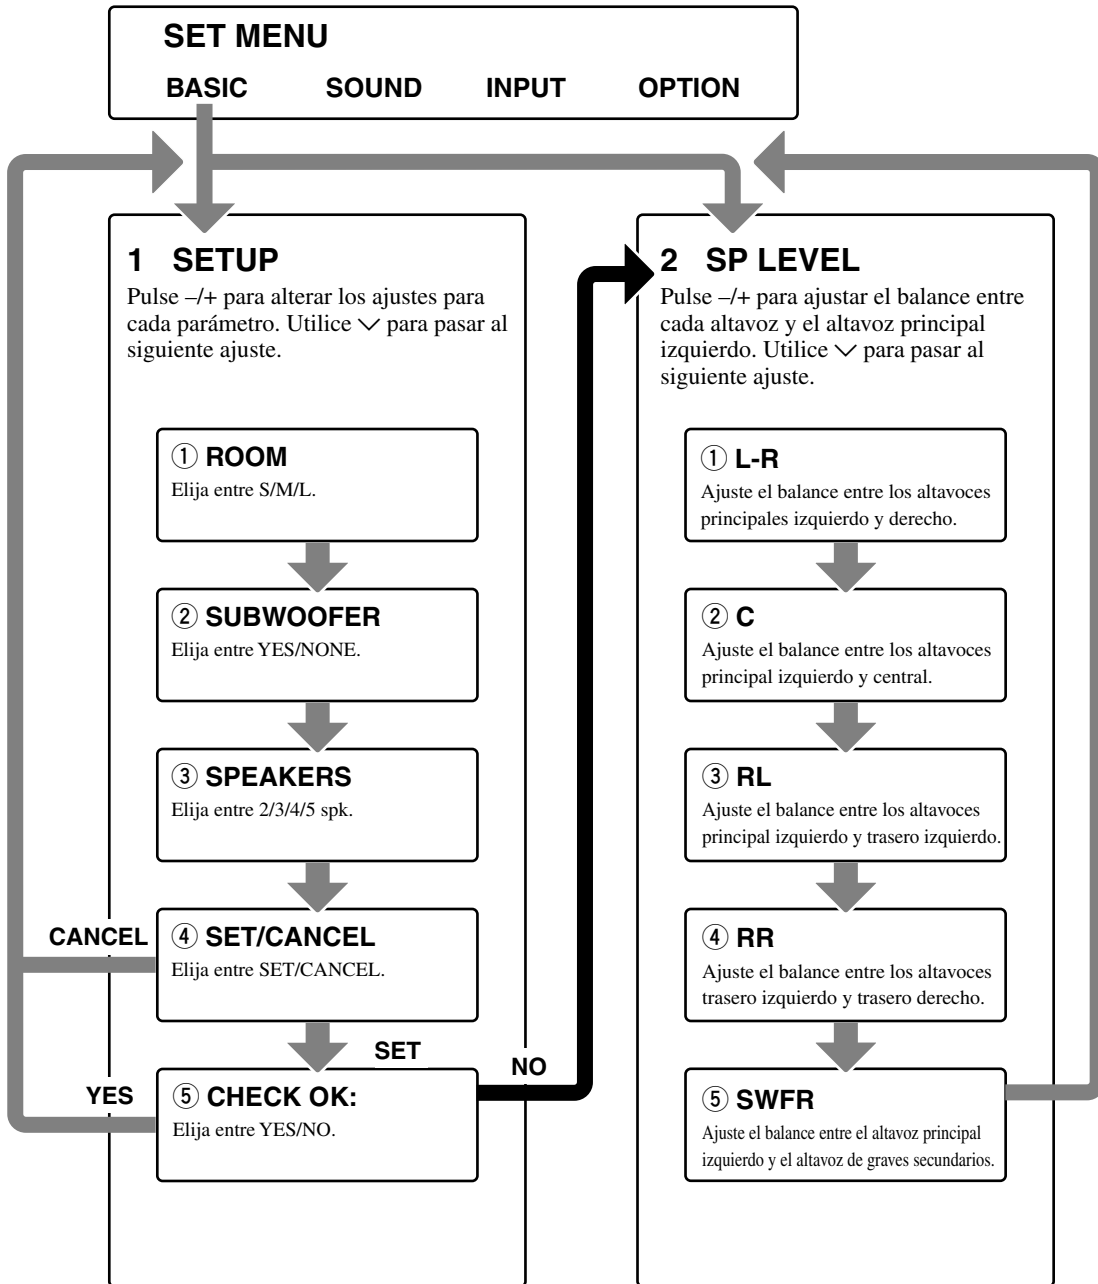 SET MENU
BASIC SOUND INPUT OPTION
1 SETUP
Pulse –/+ para alterar los ajustes para
cada parámetro. Utilice ∨ para pasar al
siguiente ajuste.
① ROOM
Elija entre S/M/L.
② SUBWOOFER
Elija entre YES/NONE.
③ SPEAKERS
Elija entre 2/3/4/5 spk.
CANCEL
④ SET/CANCEL
Elija entre SET/CANCEL.
SET
NO
YES
⑤ CHECK OK:
Elija entre YES/NO.
2 SP LEVEL
Pulse –/+ para ajustar el balance entre
cada altavoz y el altavoz principal
izquierdo. Utilice ∨ para pasar al
siguiente ajuste.
① L-R
Ajuste el balance entre los altavoces
principales izquierdo y derecho.
② C
Ajuste el balance entre los altavoces
principal izquierdo y central.
③ RL
Ajuste el balance entre los altavoces
principal izquierdo y trasero izquierdo.
④ RR
Ajuste el balance entre los altavoces
trasero izquierdo y trasero derecho.
⑤ SWFR
Ajuste el balance entre el altavoz principal
izquierdo y el altavoz de graves secundarios.